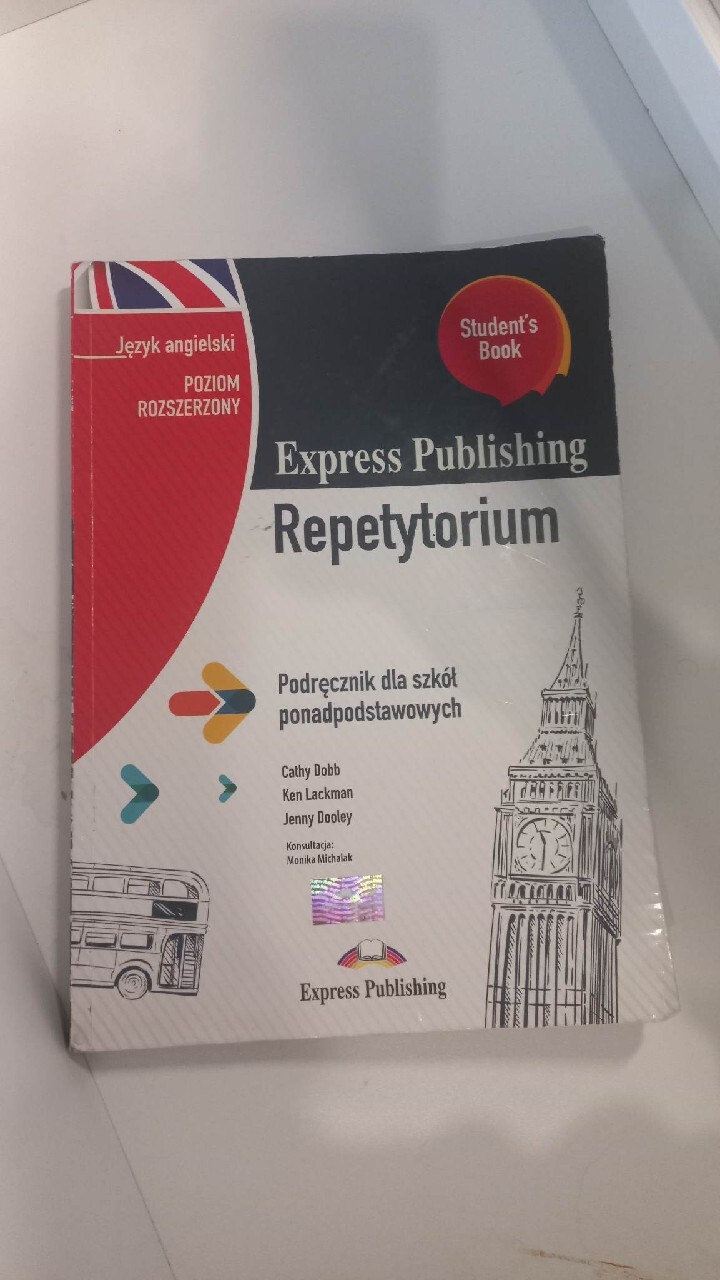 Język angielski
POZIOM
ROZSZERZONY
Student's
Book
Express Publishing
Repetytorium
Podręcznik dla szkół
ponadpodstawowych
Cathy Dobb
Ken Lackman
Jenny Dooley
Konsultacja:
Monika Michalak
Express Publishing